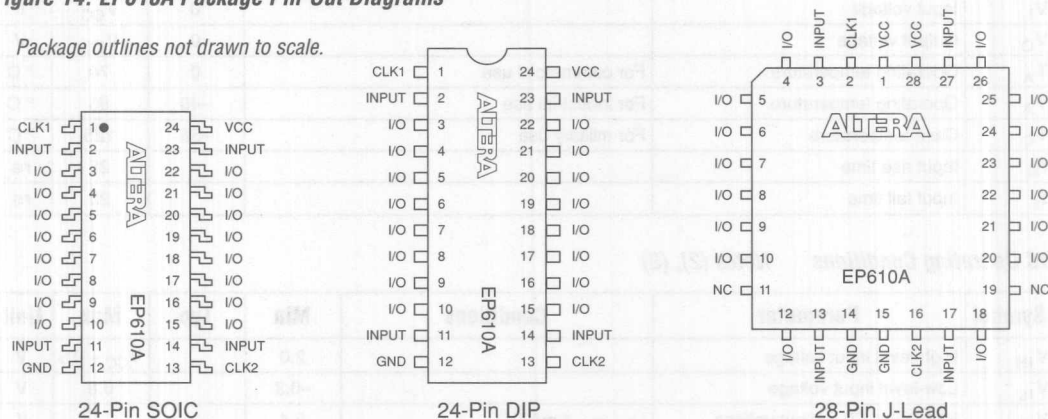 Figure 14. EP610A Package Pin-Out Diagrams
Package outlines not drawn to scale.
CLK1 1 24 VCC
INPUT 2 23 INPUT
I/O 3 22 I/O
I/O 4 21 I/O
I/O 5 20 I/O
I/O 6 19 I/O
I/O 7 18 I/O
I/O 8 17 I/O
I/O 9 16 I/O
I/O 10 15 I/O
INPUT 11 14 INPUT
GND 12 13 CLK2
ALTERA
EP610A
24-Pin SOIC
CLK1 1 24 VCC
INPUT 2 23 INPUT
I/O 3 22 I/O
I/O 4 21 I/O
I/O 5 20 I/O
I/O 6 19 I/O
I/O 7 18 I/O
I/O 8 17 I/O
I/O 9 16 I/O
I/O 10 15 I/O
INPUT 11 14 INPUT
GND 12 13 CLK2
ALTERA
EP610A
24-Pin DIP
I/O INPUT CLK1 VCC VCC INPUT I/O
4 3 2 1 28 27 26
I/O 5 25 I/O
I/O 6 24 I/O
I/O 7 23 I/O
I/O 8 22 I/O
I/O 9 21 I/O
I/O 10 20 I/O
NC 11 19 NC
ALTERA
EP610A
12 13 14 15 16 17 18
I/O INPUT GND GND CLK2 INPUT I/O
28-Pin J-Lead